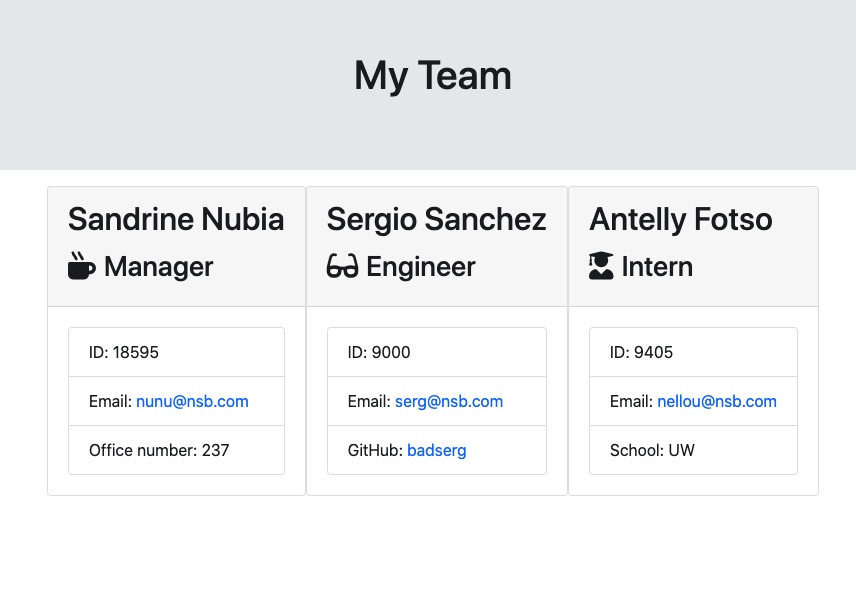 My Team
Sandrine Nubia
Manager
ID: 18595
Email: nunu@nsb.com
Office number: 237
Sergio Sanchez
Engineer
ID: 9000
Email: serg@nsb.com
GitHub: badserg
Antelly Fotso
Intern
ID: 9405
Email: nellou@nsb.com
School: UW